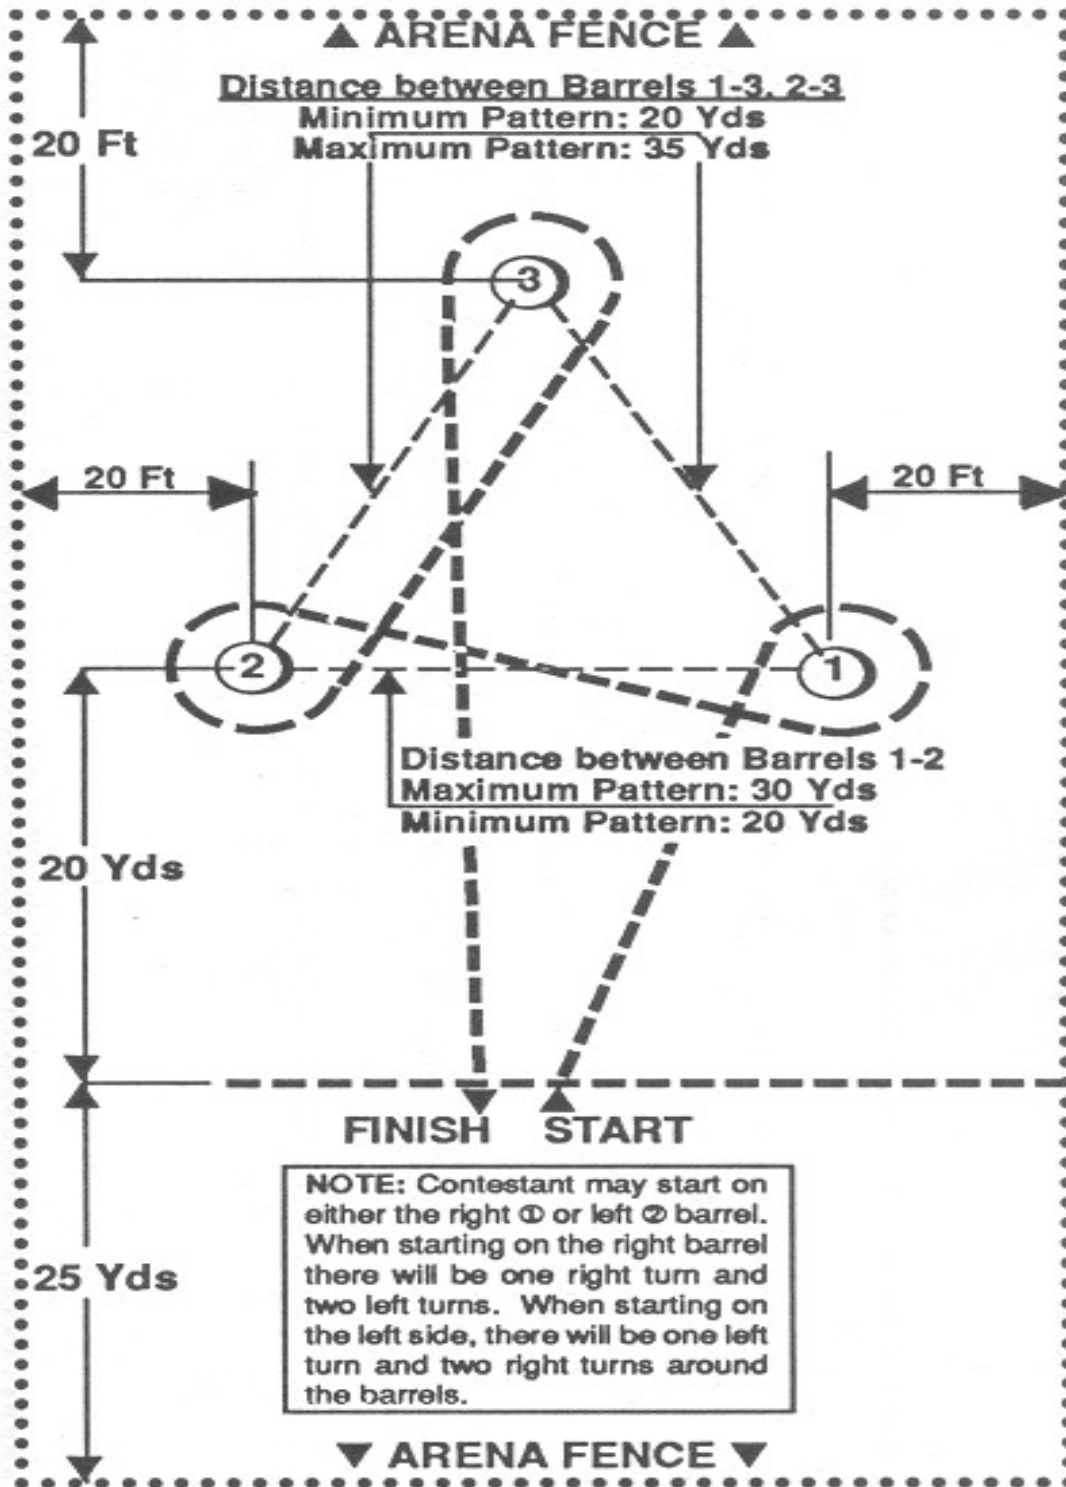 ▲ ARENA FENCE ▲
Distance between Barrels 1-3, 2-3
Minimum Pattern: 20 Yds
Maximum Pattern: 35 Yds
20 Ft
3
20 Ft
20 Ft
2
1
Distance between Barrels 1-2
Maximum Pattern: 30 Yds
Minimum Pattern: 20 Yds
20 Yds
FINISH START
NOTE: Contestant may start on
either the right ① or left ② barrel.
When starting on the right barrel
there will be one right turn and
two left turns. When starting on
the left side, there will be one left
turn and two right turns around
the barrels.
25 Yds
▼ ARENA FENCE ▼